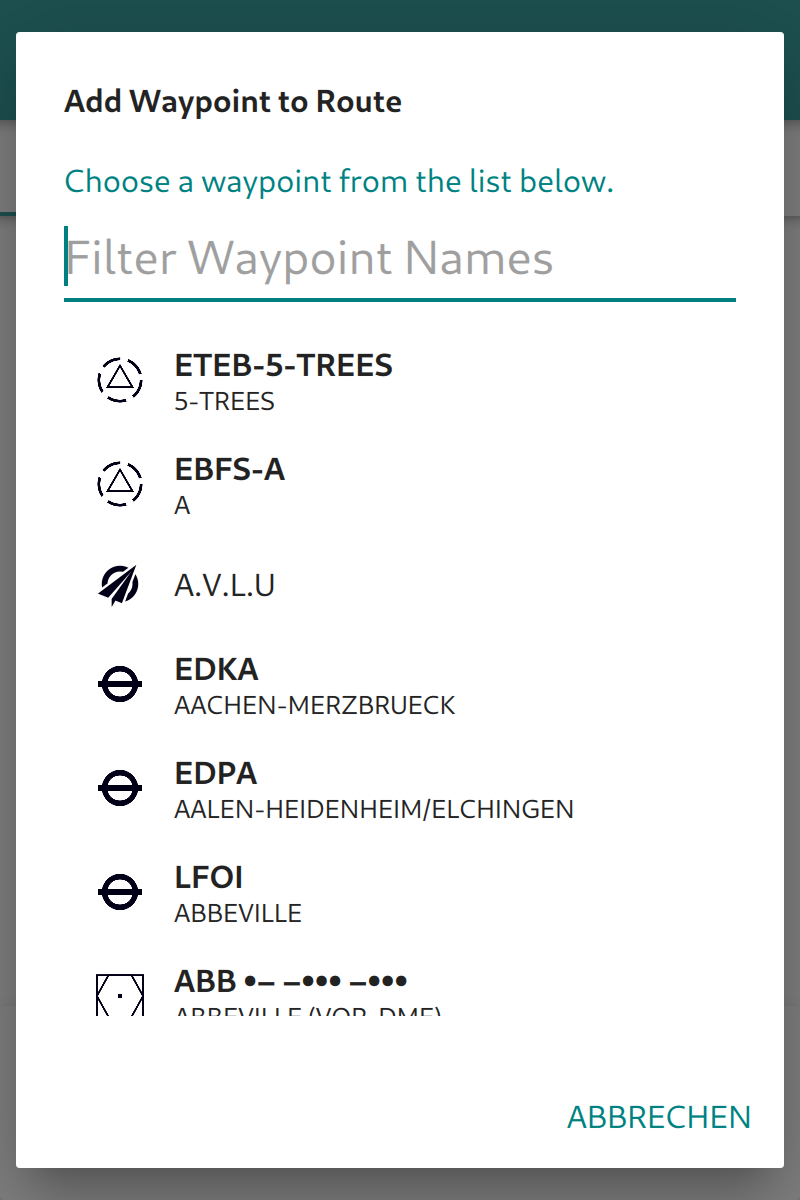 Add Waypoint to Route
Choose a waypoint from the list below.
Filter Waypoint Names
ETEB-5-TREES
5-TREES
EBFS-A
A
A.V.L.U
EDKA
AACHEN-MERZBRUECK
EDPA
AALEN-HEIDENHEIM/ELCHINGEN
LFOI
ABBEVILLE
ABB •– –••• –•••
ABBEVILLE (VOR-DME)
ABBRECHEN